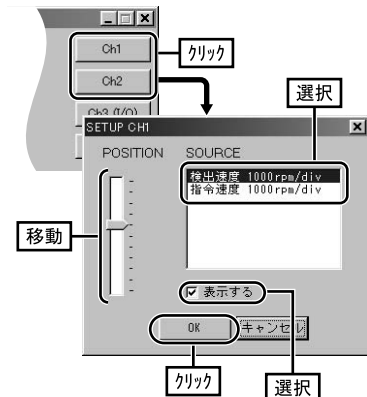 Ch1
クリック
Ch2
Ch3 (I/O)
選択
SETUP CH1
POSITION
SOURCE
検出速度 1000rpm/div
指令速度 1000rpm/div
移動
表示する
OK
キャンセル
クリック
選択